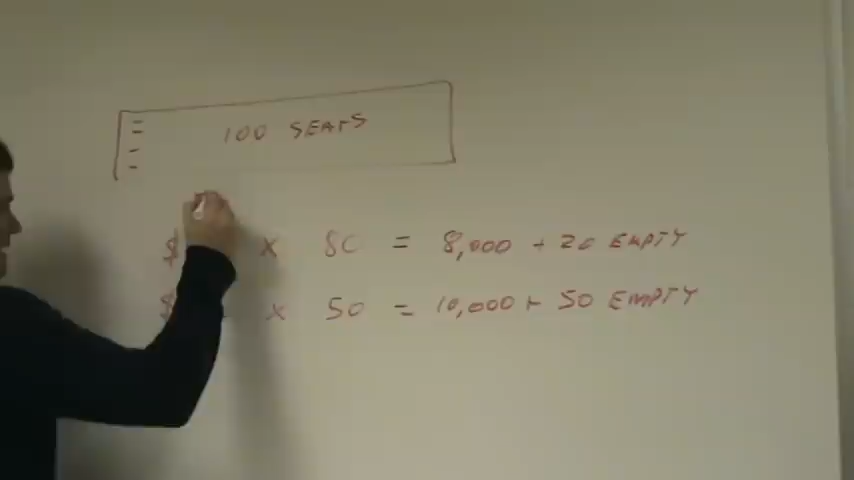 100 SEATS
$ X 80 = 8,000 + 20 EMPTY
$ X 50 = 10,000 + 50 EMPTY